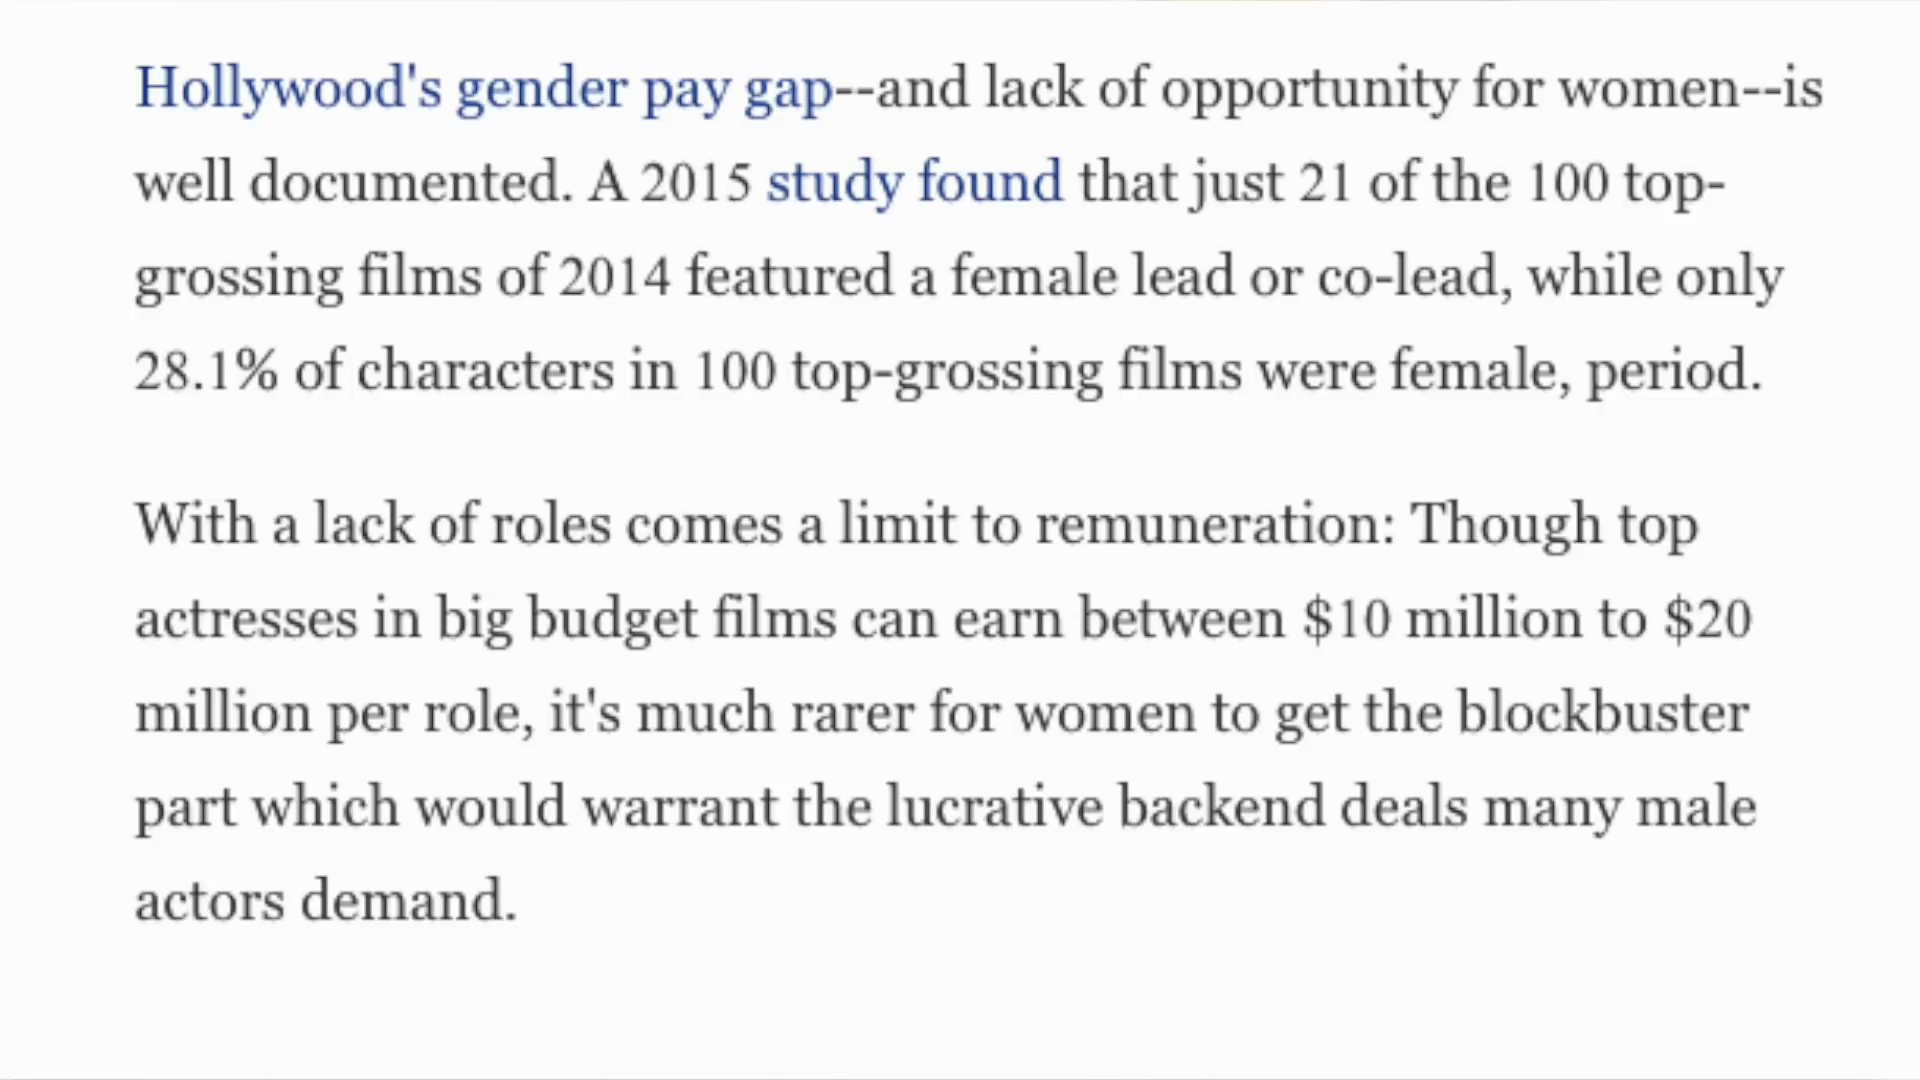 Hollywood's gender pay gap--and lack of opportunity for women--is
well documented. A 2015 study found that just 21 of the 100 top-
grossing films of 2014 featured a female lead or co-lead, while only
28.1% of characters in 100 top-grossing films were female, period.
With a lack of roles comes a limit to remuneration: Though top
actresses in big budget films can earn between $10 million to $20
million per role, it's much rarer for women to get the blockbuster
part which would warrant the lucrative backend deals many male
actors demand.